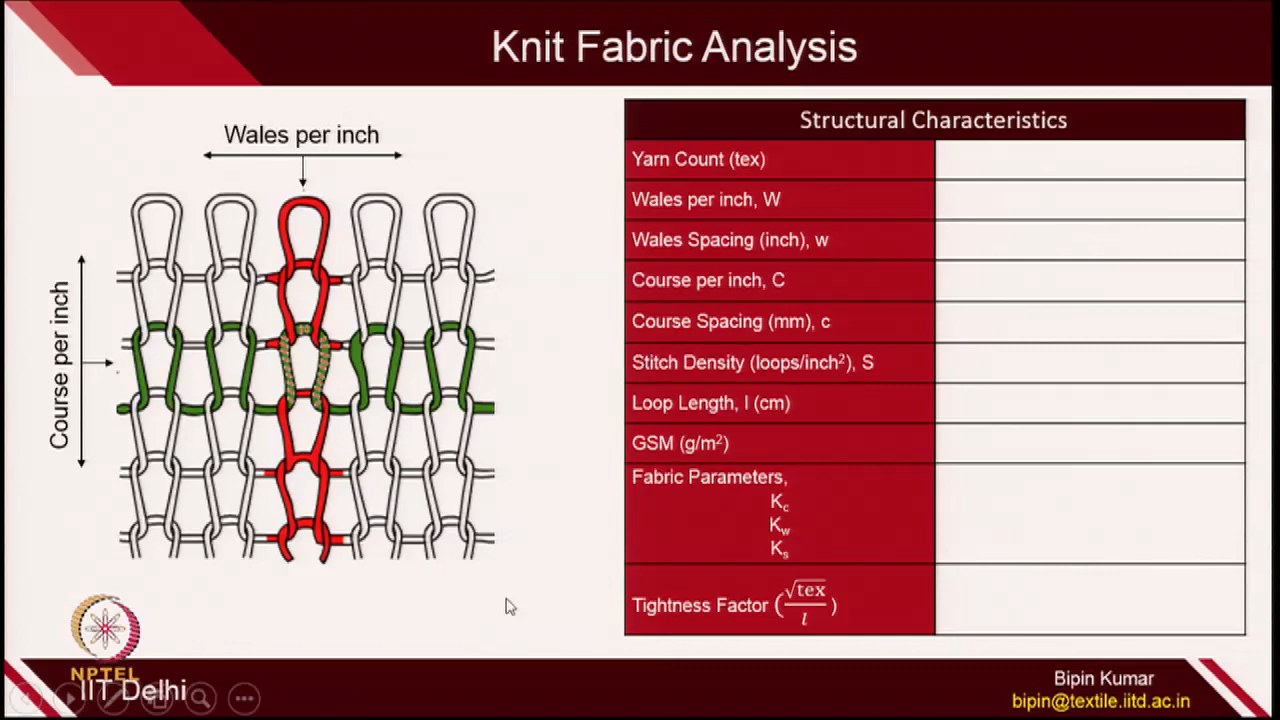 Knit Fabric Analysis
Wales per inch
Course per inch
Structural Characteristics
Yarn Count (tex)
Wales per inch, W
Wales Spacing (inch), w
Course per inch, C
Course Spacing (mm), c
Stitch Density (loops/inch²), S
Loop Length, l (cm)
GSM (g/m²)
Fabric Parameters,
Kc
Kw
Ks
Tightness Factor (√tex/l)
NPTEL
IIT Delhi
Bipin Kumar
bipin@textile.iitd.ac.in